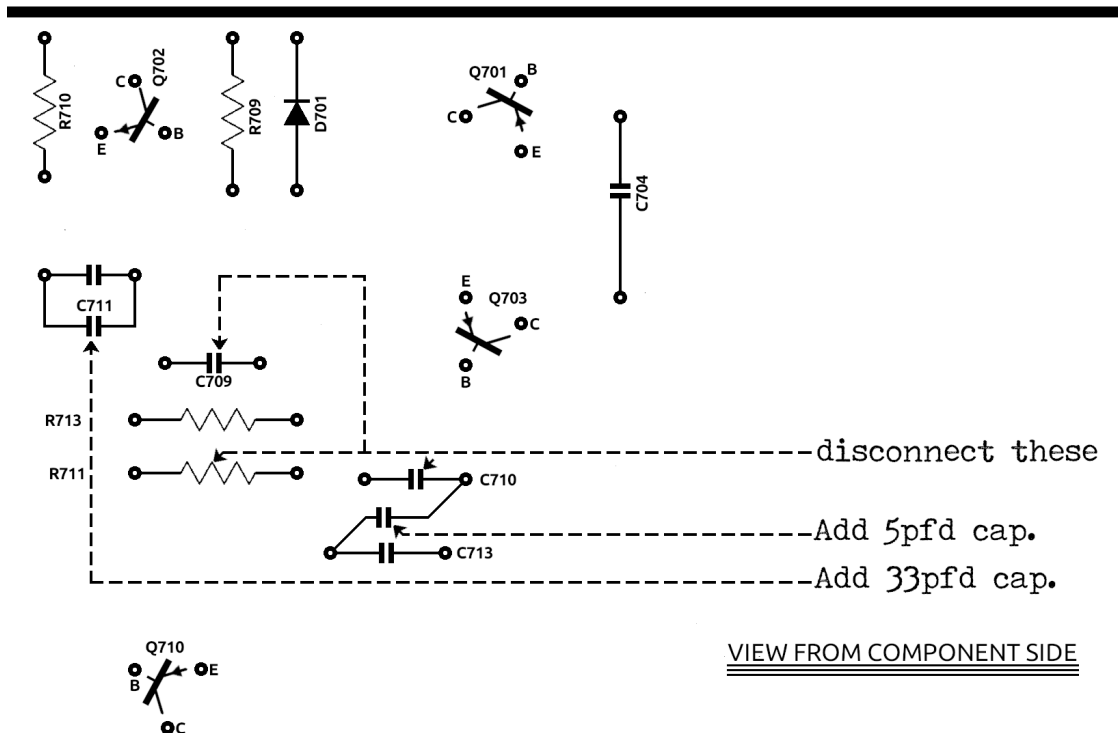 R710
C
Q702
E
B
R709
D701
Q701
B
C
E
C704
C711
E
Q703
C
B
C709
R713
disconnect these
R711
C710
Add 5pfd cap.
C713
Add 33pfd cap.
Q710
B
E
C
VIEW FROM COMPONENT SIDE